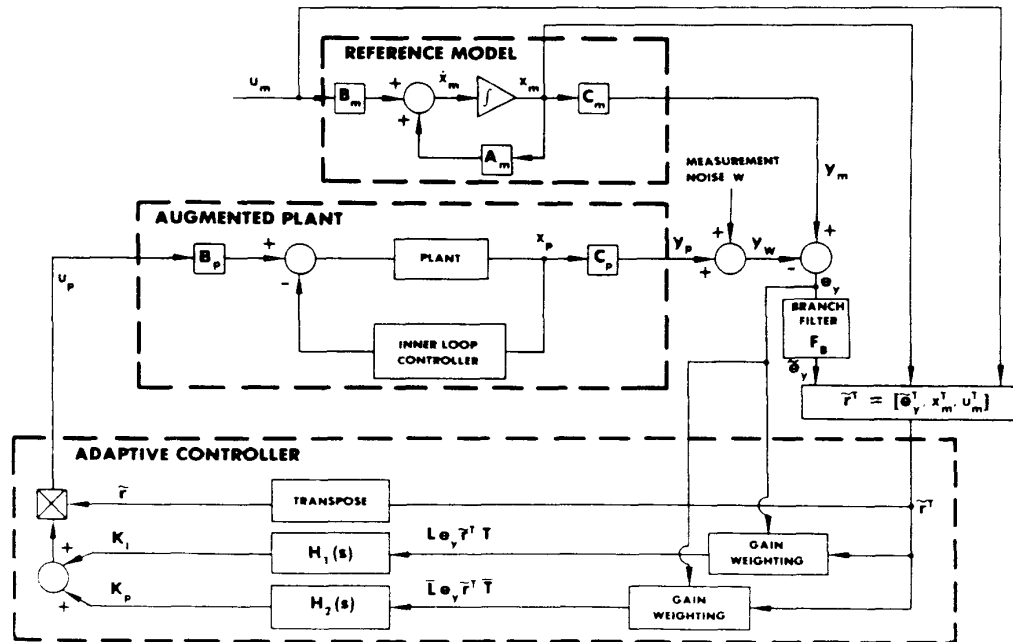 REFERENCE MODEL
u_m
B_m
+
+
ẋ_m
∫
x_m
C_m
A_m
MEASUREMENT
NOISE W
y_m
AUGMENTED PLANT
u_p
B_p
+
-
PLANT
x_p
C_p
y_p
+
+
y_w
+
-
e_y
INNER LOOP
CONTROLLER
BRANCH
FILTER
F_B
ẽ_y
r̃^T = [ẽ_y^T, x_m^T, u_m^T]
ADAPTIVE CONTROLLER
r̃
TRANSPOSE
r̃^T
K_I
H_1(s)
L e_y r̃^T T
GAIN
WEIGHTING
+
+
K_p
H_2(s)
L̄ e_y r̃^T T̄
GAIN
WEIGHTING